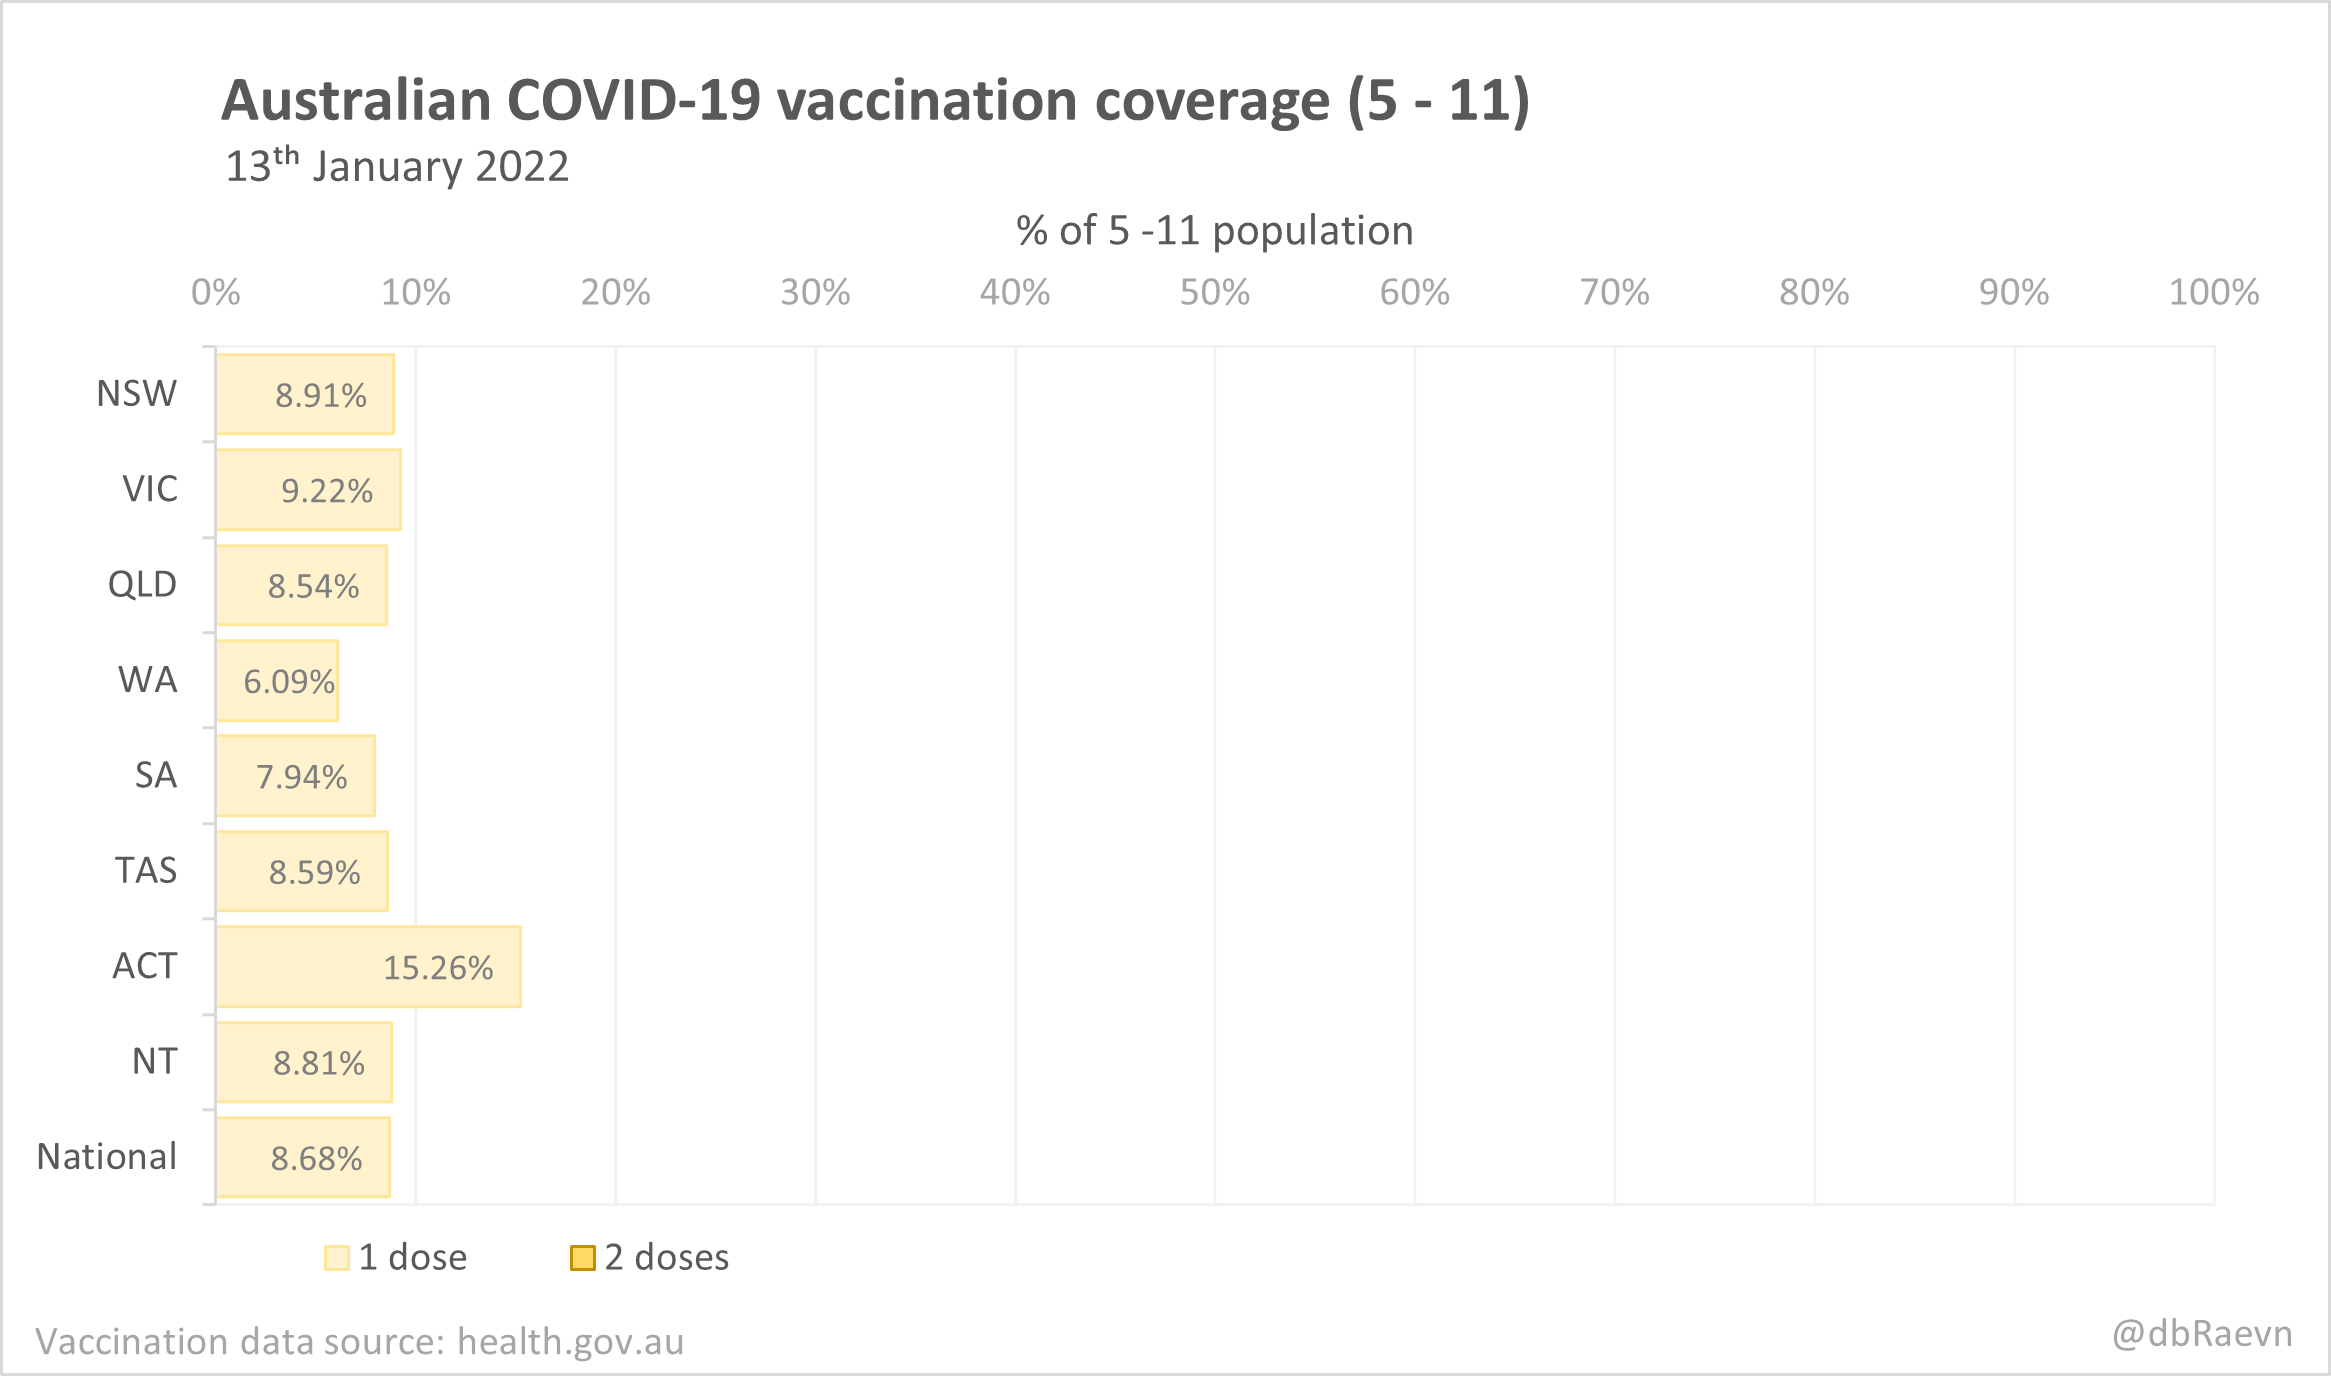 Australian COVID-19 vaccination coverage (5 - 11)
13th January 2022
% of 5 -11 population
0% 10% 20% 30% 40% 50% 60% 70% 80% 90% 100%
NSW 8.91%
VIC 9.22%
QLD 8.54%
WA 6.09%
SA 7.94%
TAS 8.59%
ACT 15.26%
NT 8.81%
National 8.68%
1 dose 2 doses
Vaccination data source: health.gov.au
@dbRaevn